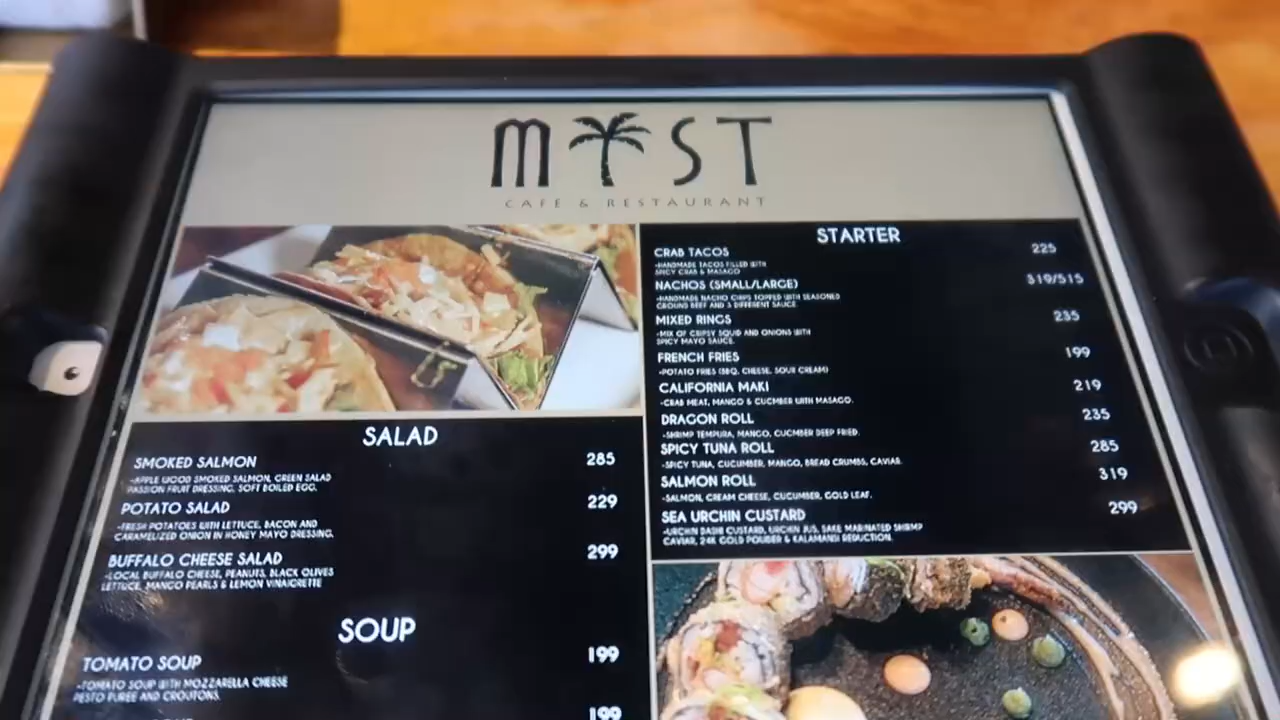 MYST
CAFE & RESTAURANT
STARTER
CRAB TACOS 225
-HANDMADE TACOS FILLED WITH
SPICY CRAB & MASAGO
NACHOS (SMALL/LARGE) 319/515
-HANDMADE NACHO CHIPS TOPPED WITH SEASONED
GROUND BEEF AND 3 DIFFERENT SAUCE.
MIXED RINGS 235
-MIX OF CRIPSY SQUID AND ONIONS WITH
SPICY MAYO SAUCE.
FRENCH FRIES 199
-POTATO FRIES (BBQ, CHEESE, SOUR CREAM)
CALIFORNIA MAKI 219
-CRAB MEAT, MANGO & CUCMBER WITH MASAGO.
DRAGON ROLL 235
-SHRIMP TEMPURA, MANGO, CUCMBER DEEP FRIED.
SPICY TUNA ROLL 285
-SPICY TUNA, CUCUMBER, MANGO, BREAD CRUMBS, CAVIAR.
SALMON ROLL 319
-SALMON, CREAM CHEESE, CUCUMBER, GOLD LEAF.
SEA URCHIN CUSTARD 299
-URCHIN DASHI CUSTARD, URCHIN JUS, SAKE MARINATED SHRIMP
CAVIAR, 24K GOLD POWDER & KALAMANSI REDUCTION.
SALAD
SMOKED SALMON 285
-APPLE WOOD SMOKED SALMON, GREEN SALAD
PASSION FRUIT DRESSING, SOFT BOILED EGG.
POTATO SALAD 229
-FRESH POTATOES WITH LETTUCE, BACON AND
CARAMELIZED ONION IN HONEY MAYO DRESSING.
BUFFALO CHEESE SALAD 299
-LOCAL BUFFALO CHEESE, PEANUTS, BLACK OLIVES
LETTUCE, MANGO PEARLS & LEMON VINAIGRETTE
SOUP
TOMATO SOUP 199
-TOMATO SOUP WITH MOZZARELLA CHEESE
PESTO PUREE AND CROUTONS.
199